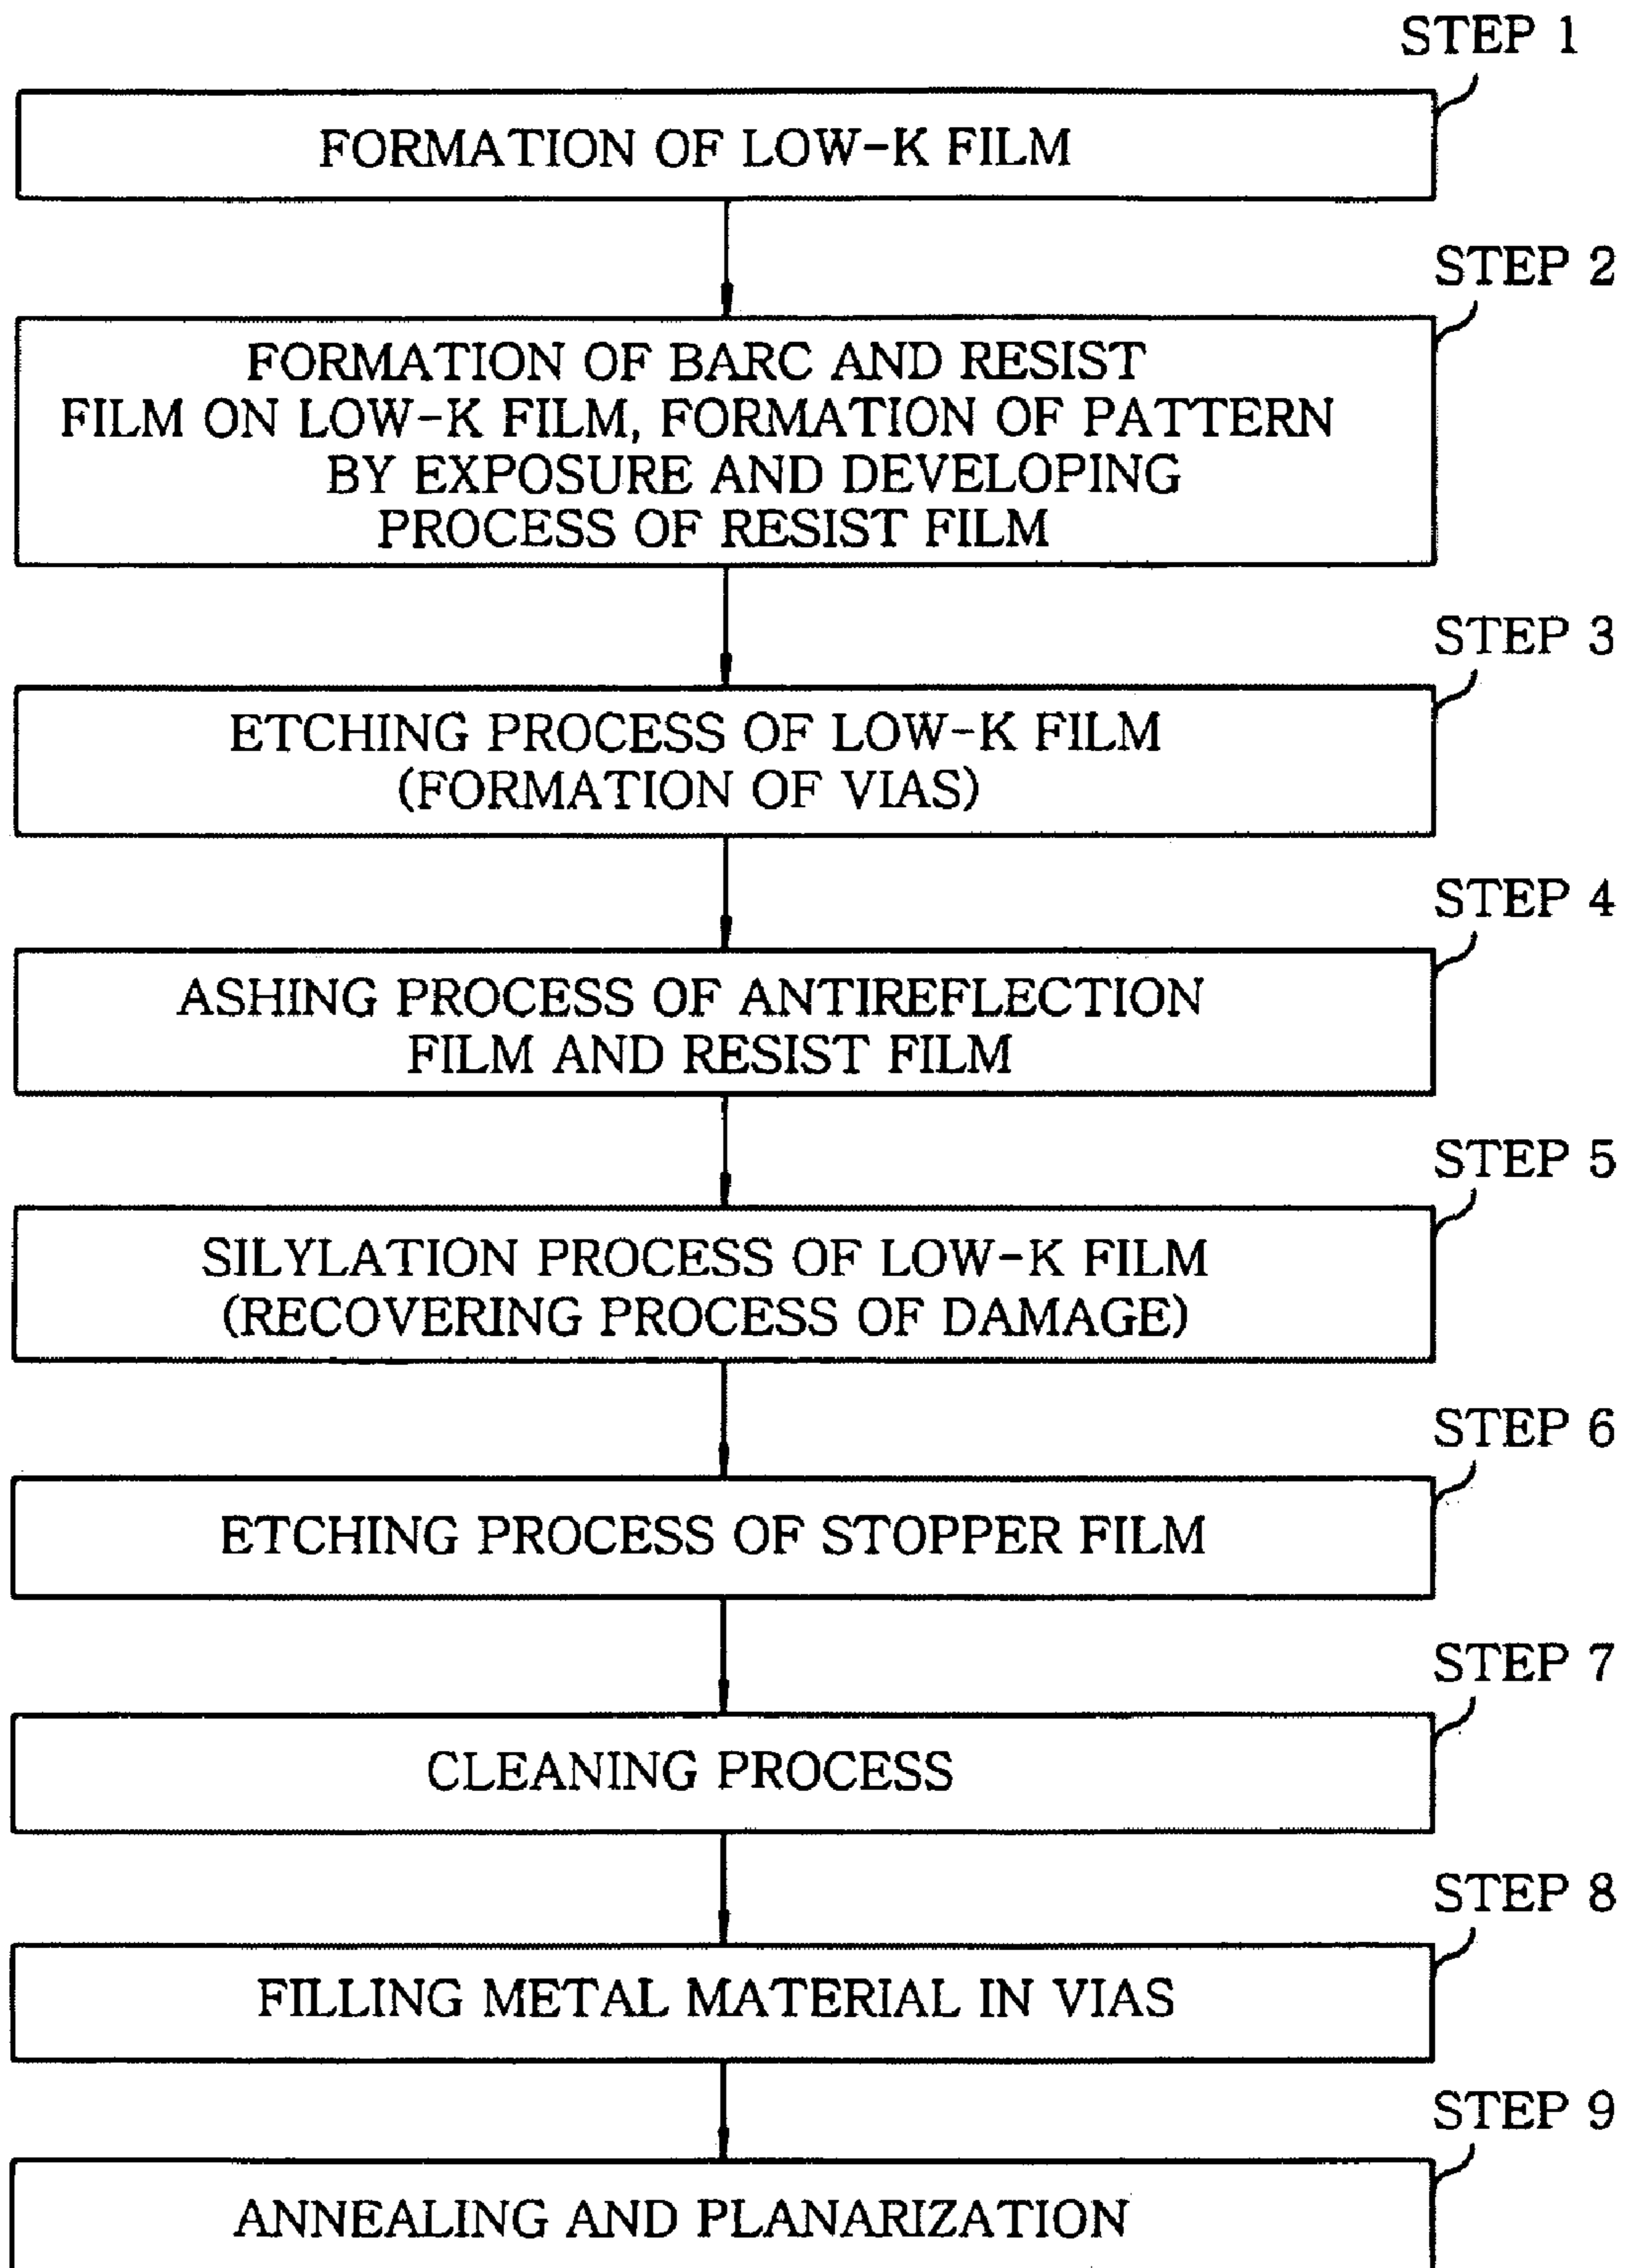 STEP 1
FORMATION OF LOW-K FILM
STEP 2
FORMATION OF BARC AND RESIST
FILM ON LOW-K FILM, FORMATION OF PATTERN
BY EXPOSURE AND DEVELOPING
PROCESS OF RESIST FILM
STEP 3
ETCHING PROCESS OF LOW-K FILM
(FORMATION OF VIAS)
STEP 4
ASHING PROCESS OF ANTIREFLECTION
FILM AND RESIST FILM
STEP 5
SILYLATION PROCESS OF LOW-K FILM
(RECOVERING PROCESS OF DAMAGE)
STEP 6
ETCHING PROCESS OF STOPPER FILM
STEP 7
CLEANING PROCESS
STEP 8
FILLING METAL MATERIAL IN VIAS
STEP 9
ANNEALING AND PLANARIZATION